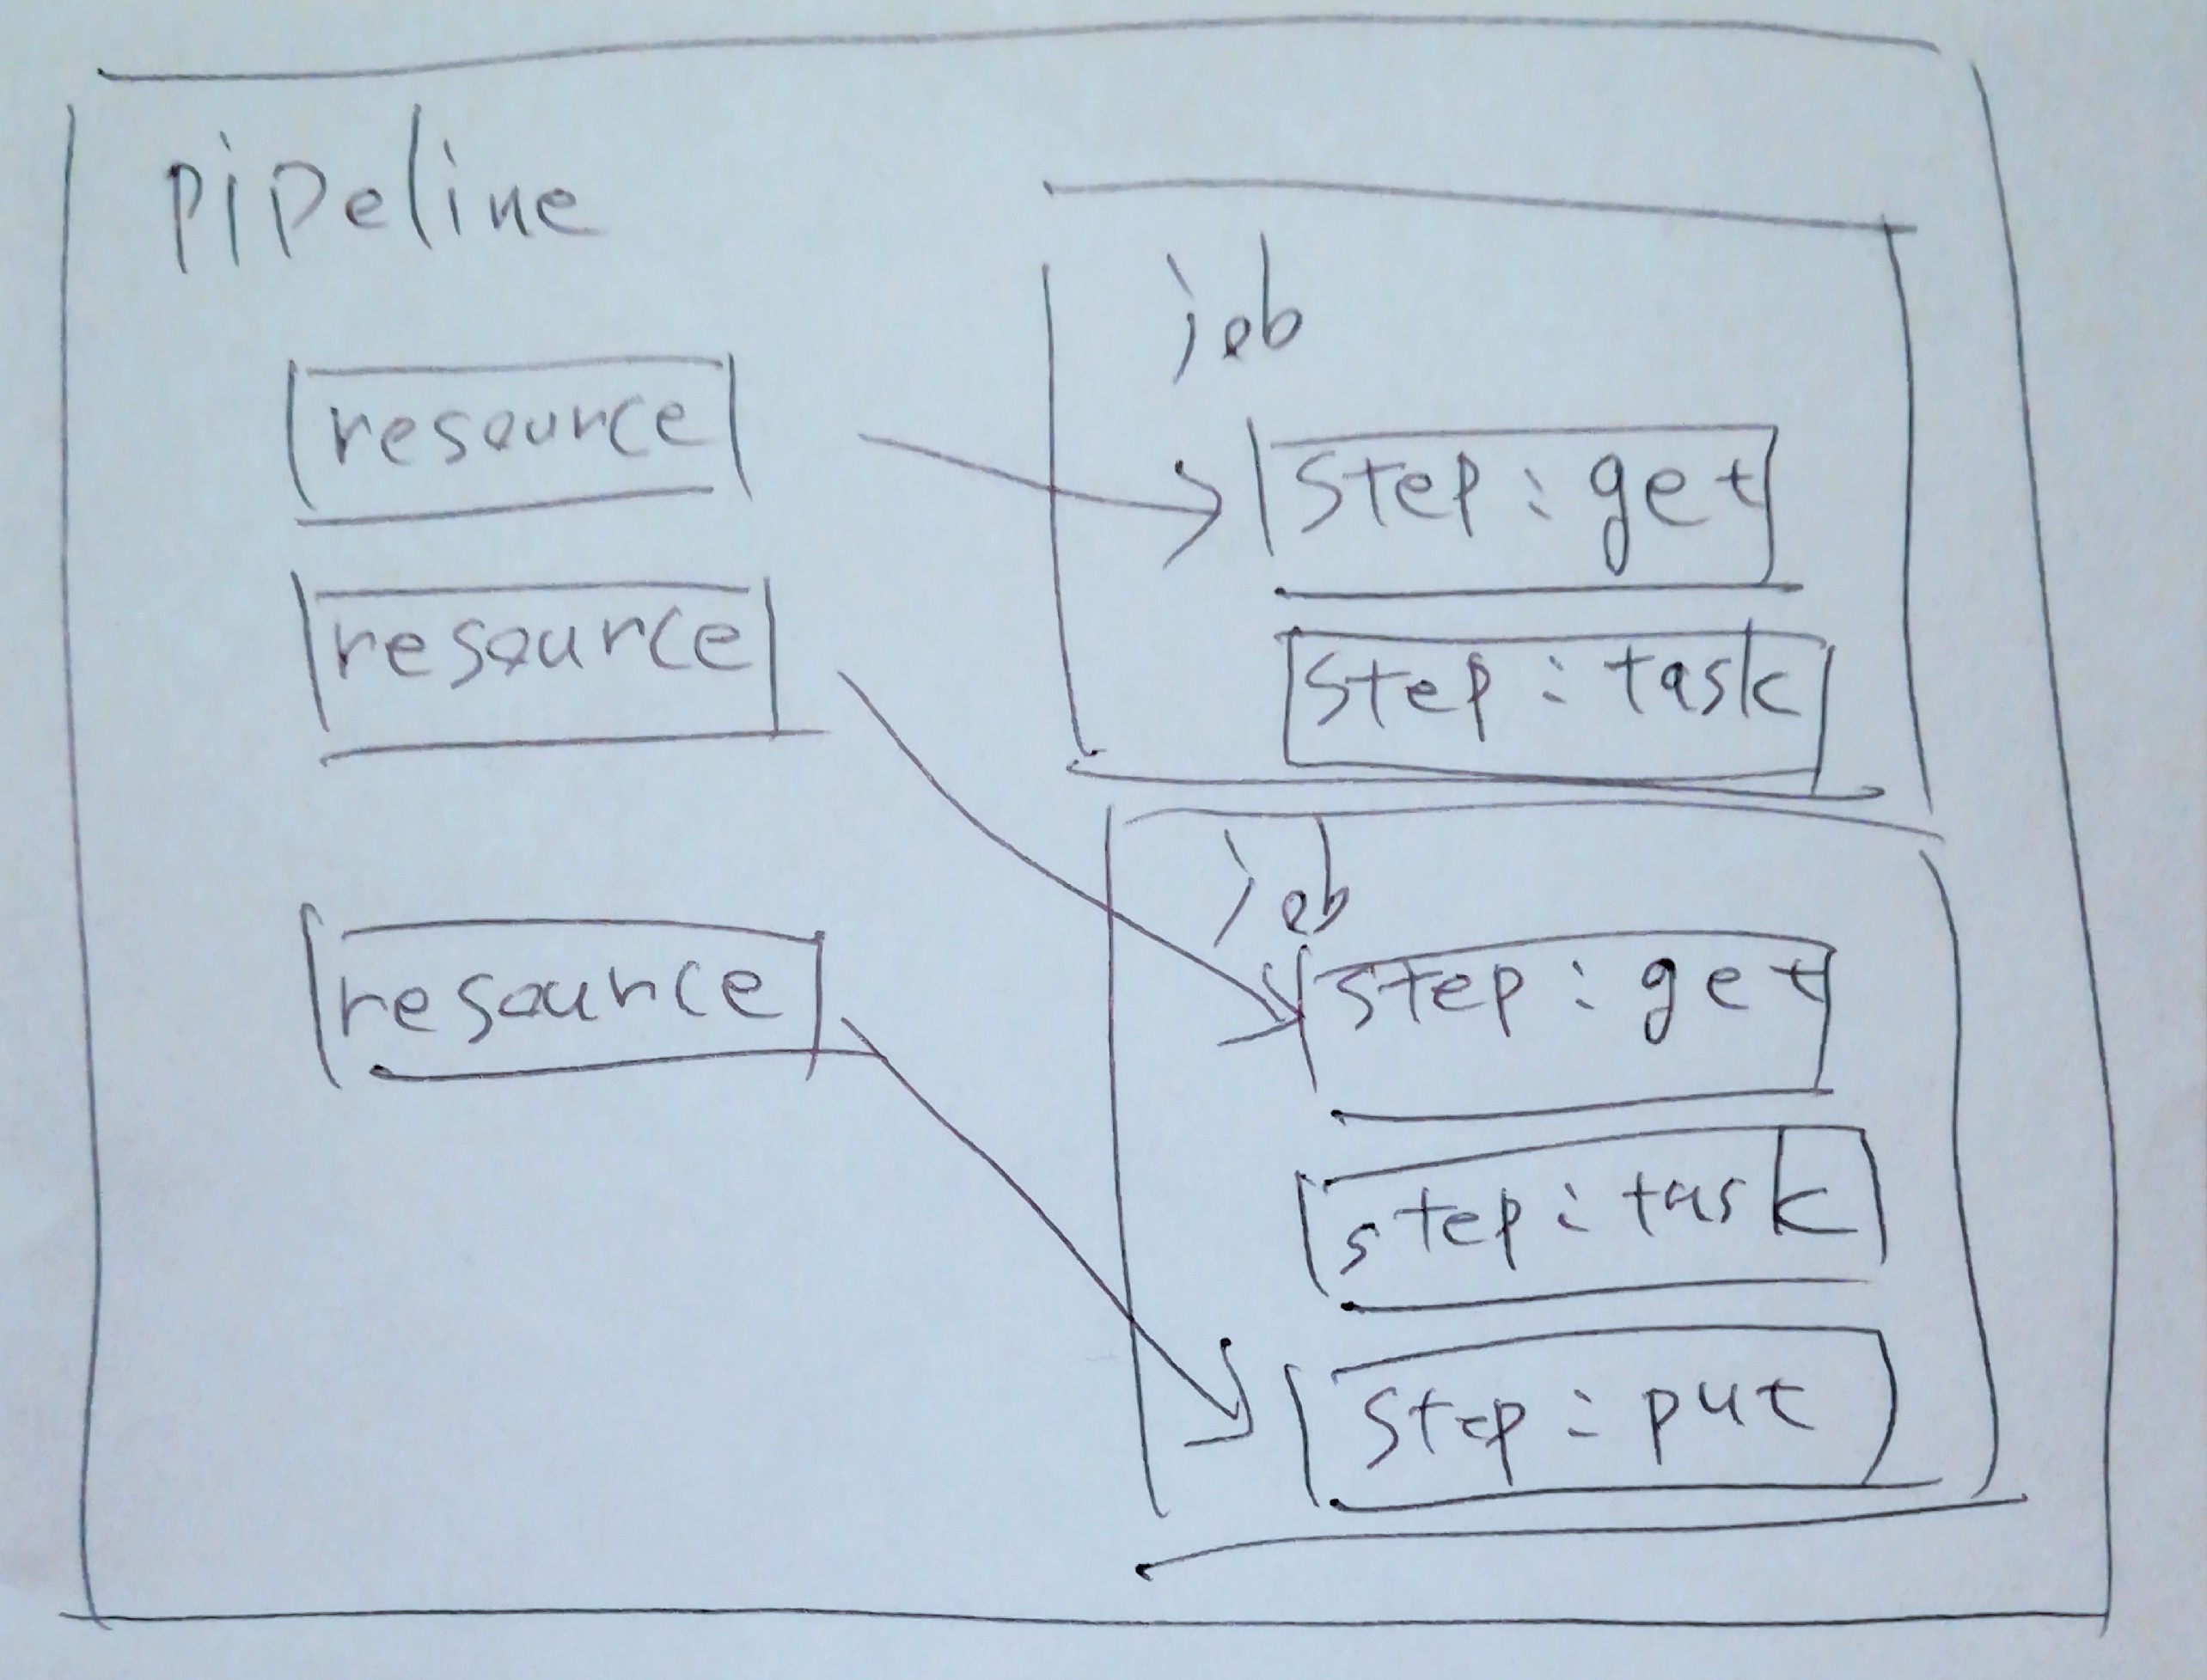 pipeline
resource
resource
resource
job
step : get
step : task
job
step : get
step : task
step : put